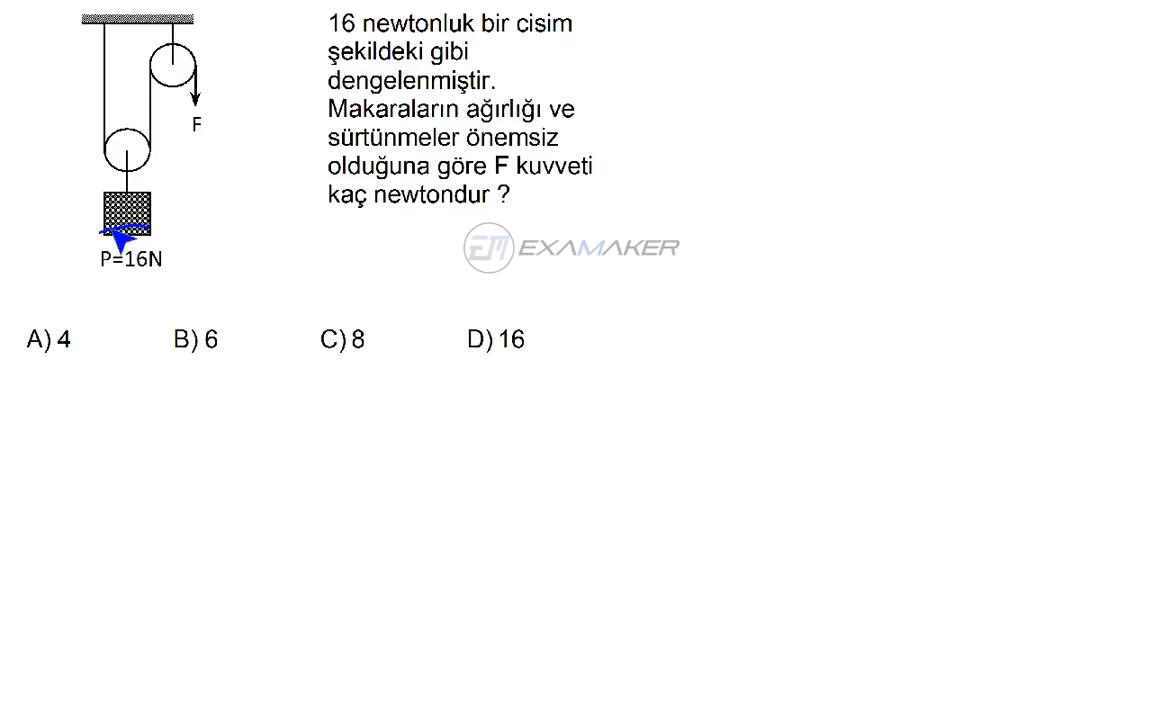 16 newtonluk bir cisim
şekildeki gibi
dengelenmiştir.
Makaraların ağırlığı ve
sürtünmeler önemsiz
olduğuna göre F kuvveti
kaç newtondur ?
F
P=16N
EM EXAMAKER
A) 4 B) 6 C) 8 D) 16